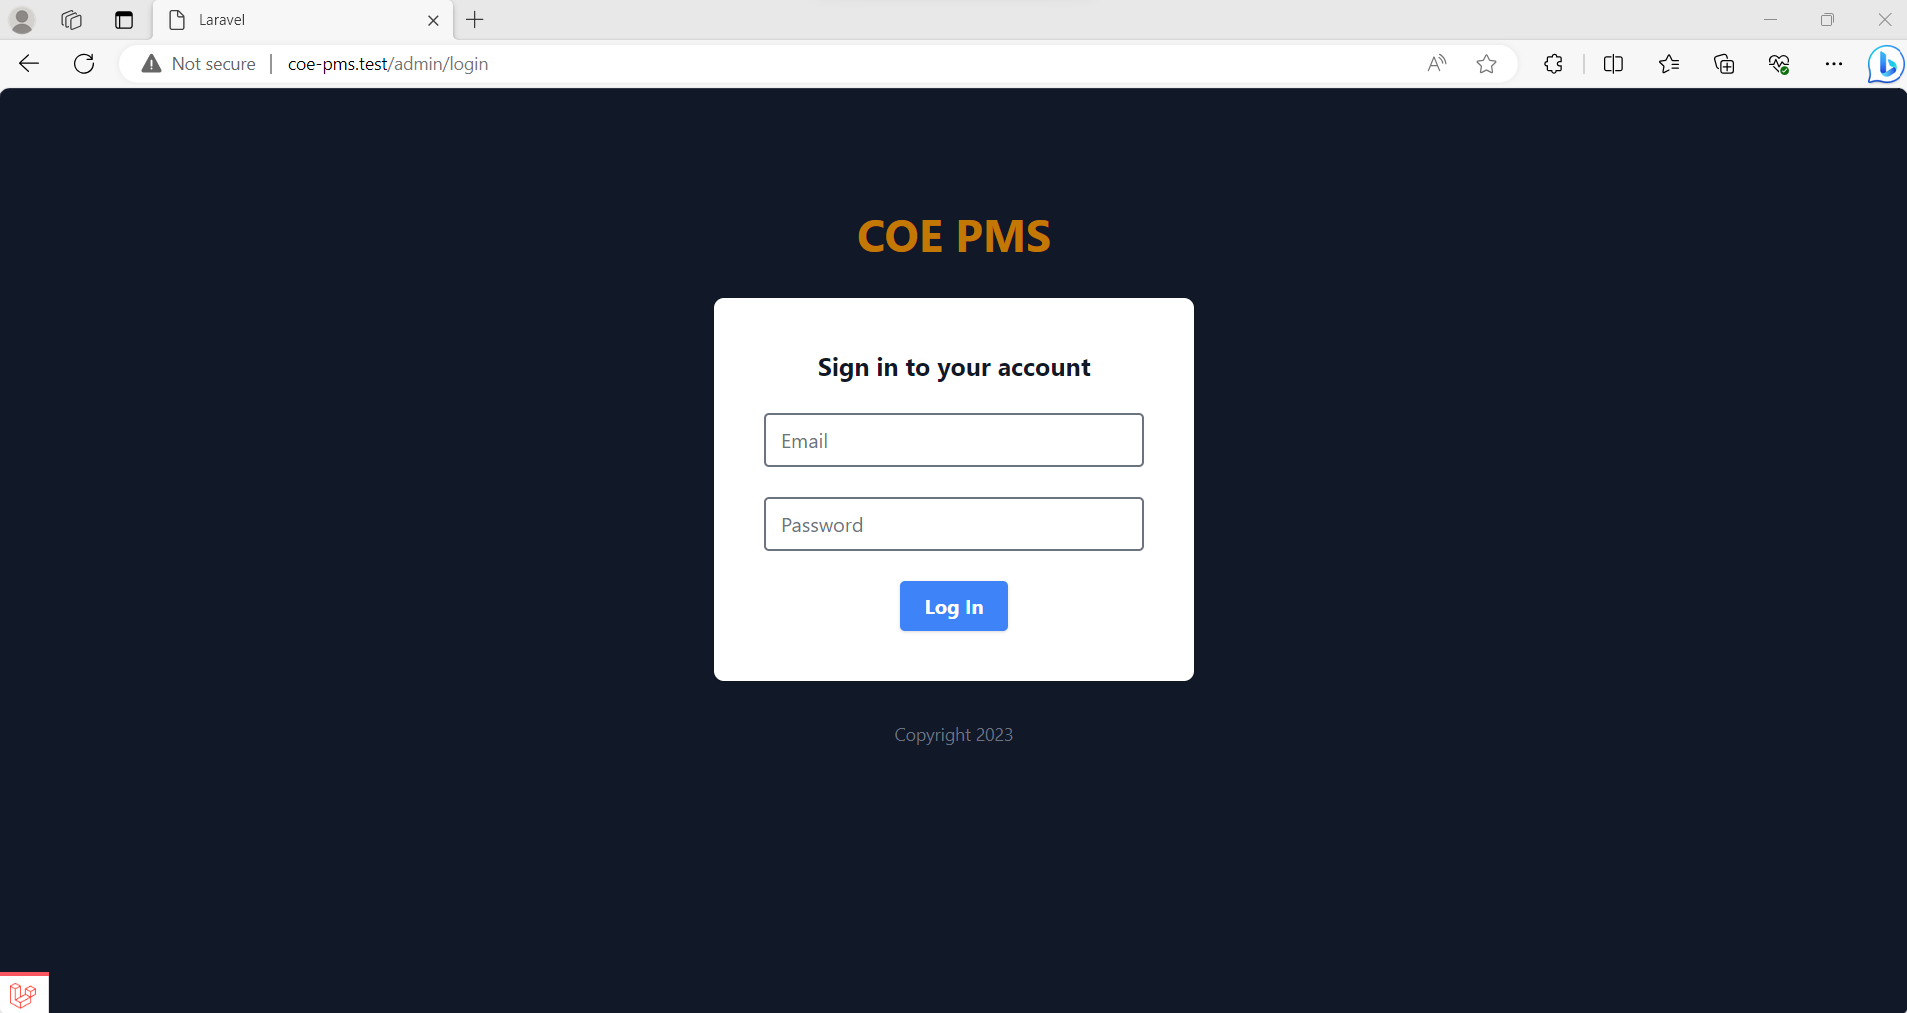 Laravel
Not secure
coe-pms.test/admin/login
COE PMS
Sign in to your account
Email
Password
Log In
Copyright 2023